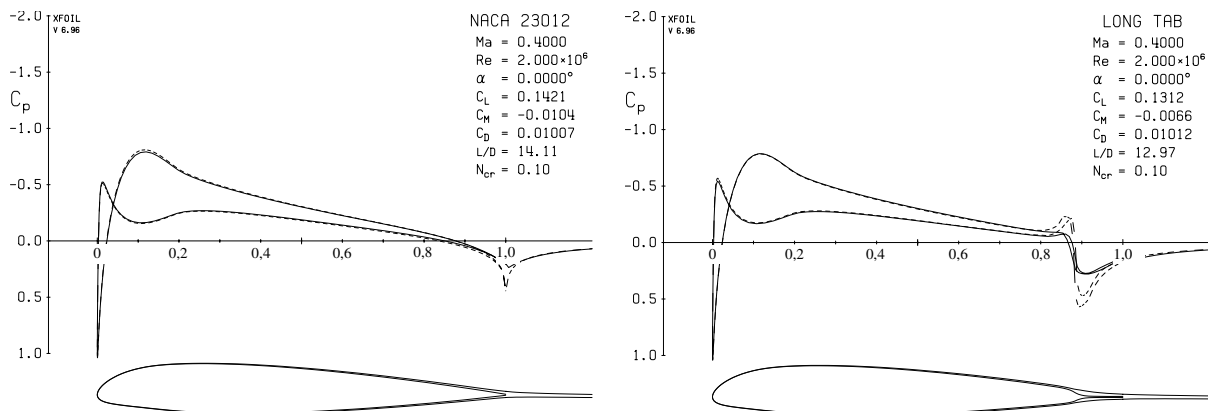 XFOIL
V 6.96
NACA 23012
Ma = 0.4000
Re = 2.000×10⁶
α = 0.0000°
C_L = 0.1421
C_M = -0.0104
C_D = 0.01007
L/D = 14.11
N_cr = 0.10
C_p
-2.0
-1.5
-1.0
-0.5
0.0
0.5
1.0
0
0,2
0,4
0,6
0,8
1,0
XFOIL
V 6.96
LONG TAB
Ma = 0.4000
Re = 2.000×10⁶
α = 0.0000°
C_L = 0.1312
C_M = -0.0066
C_D = 0.01012
L/D = 12.97
N_cr = 0.10
C_p
-2.0
-1.5
-1.0
-0.5
0.0
0.5
1.0
0
0,2
0,4
0,6
0,8
1,0